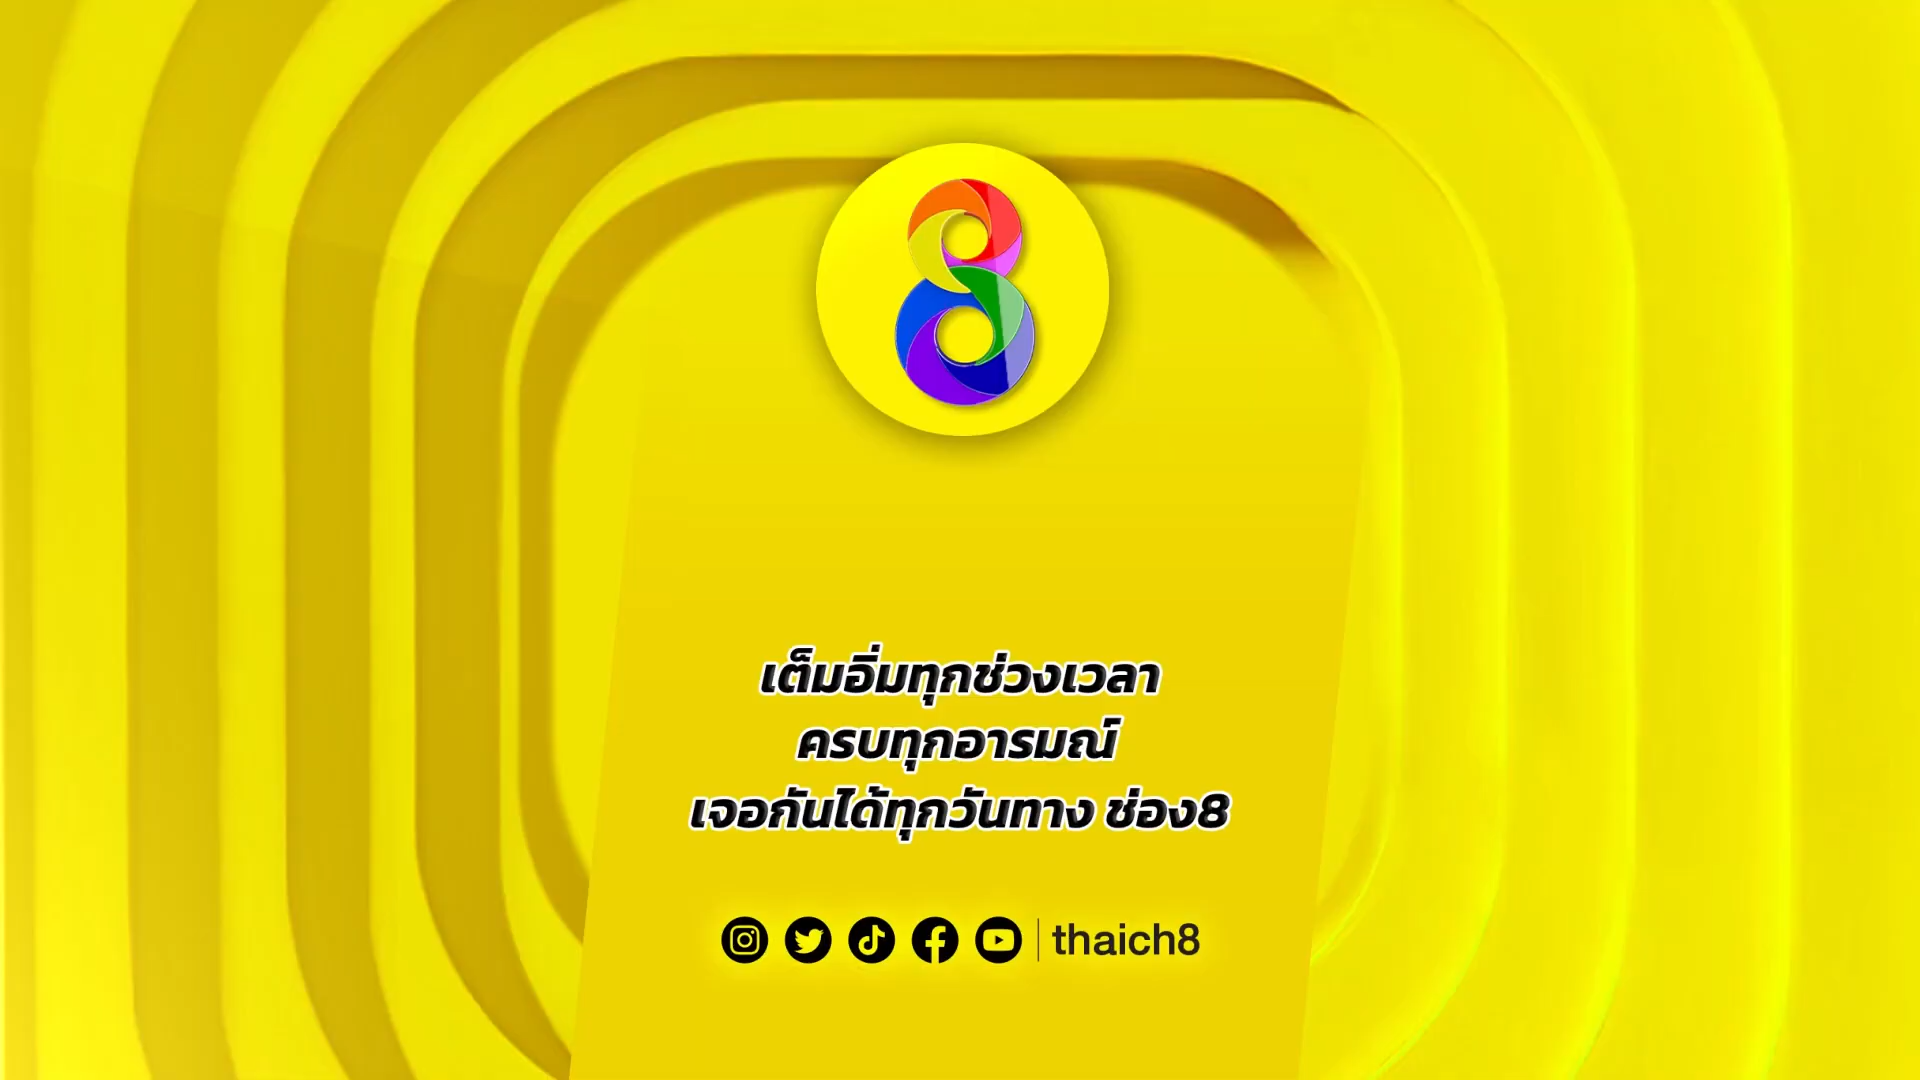 8
เต็มอิ่มทุกช่วงเวลา
ครบทุกอารมณ์
เจอกันได้ทุกวันทาง ช่อง8
thaich8